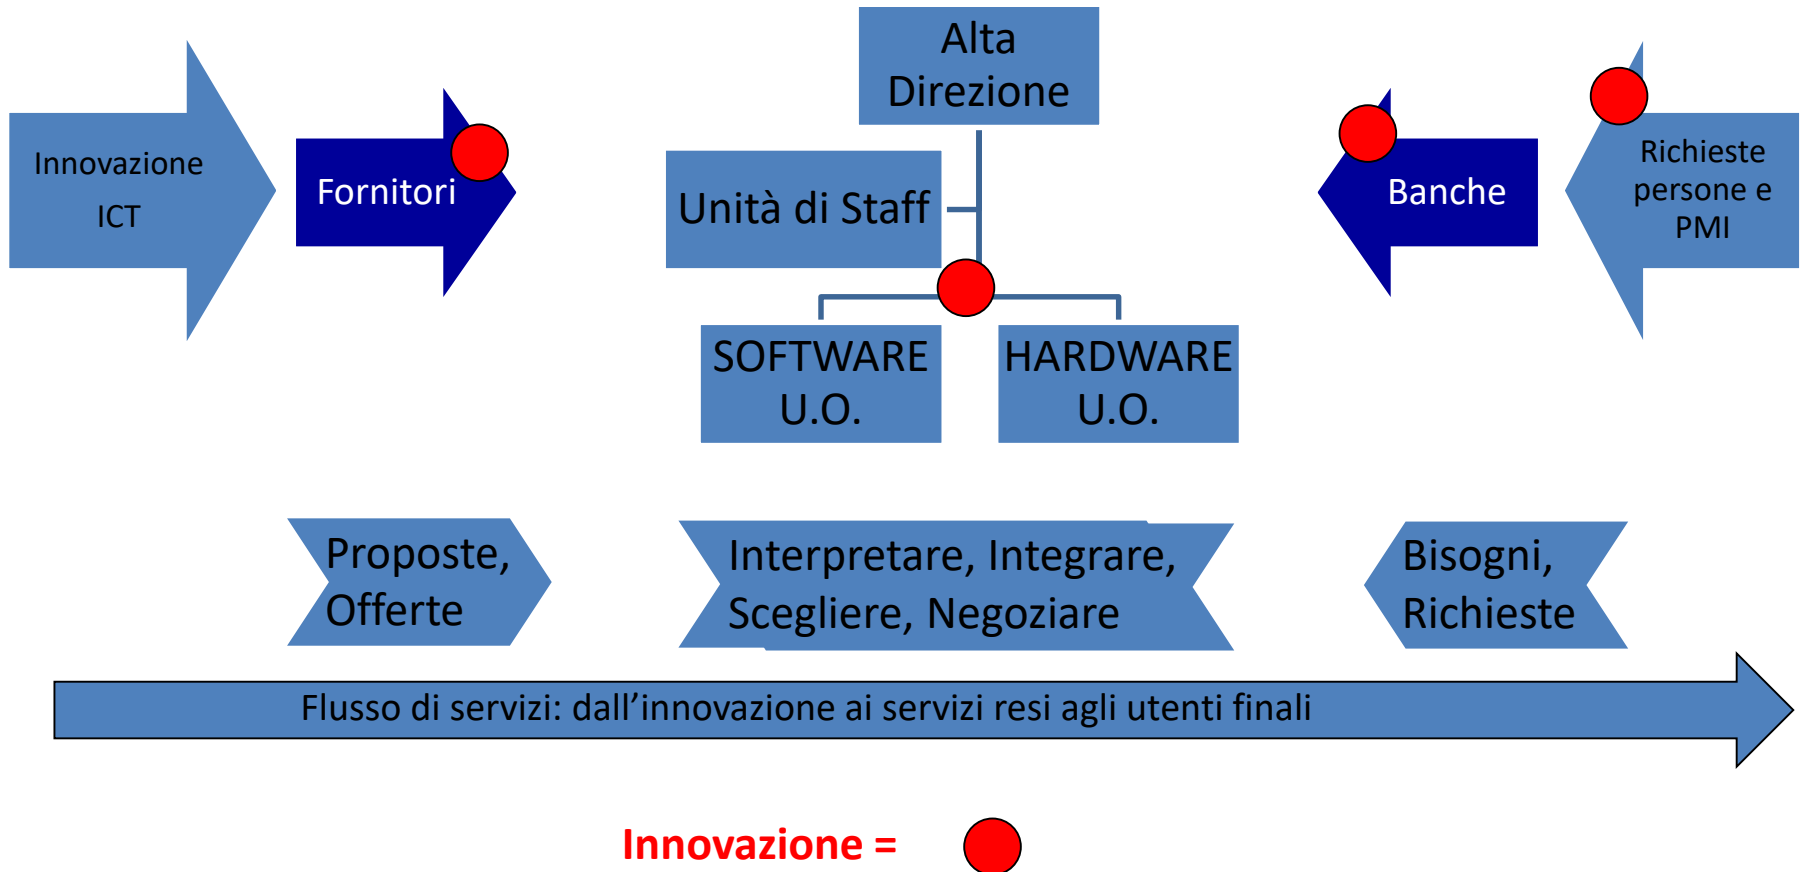 Alta
Direzione
Innovazione
ICT
Fornitori
Unità di Staff
Banche
Richieste
persone e
PMI
SOFTWARE
U.O.
HARDWARE
U.O.
Proposte,
Offerte
Interpretare, Integrare,
Scegliere, Negoziare
Bisogni,
Richieste
Flusso di servizi: dall’innovazione ai servizi resi agli utenti finali
Innovazione =